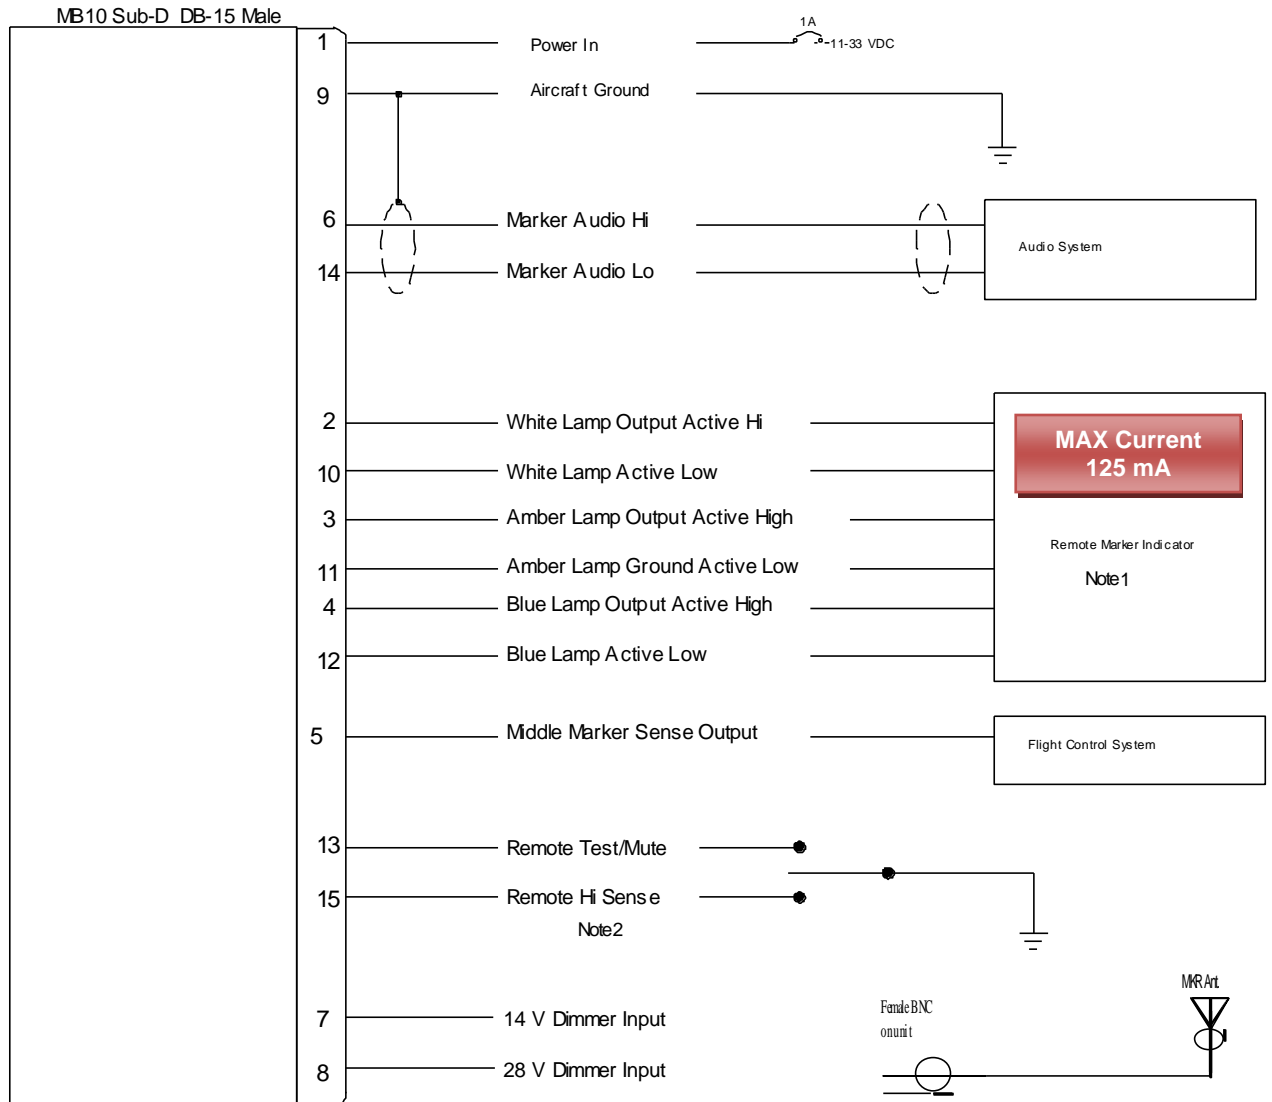 MB10 Sub-D DB-15 Male
1 Power In 1A 11-33 VDC
9 Aircraft Ground
6 Marker Audio Hi
Audio System
14 Marker Audio Lo
2 White Lamp Output Active Hi
MAX Current
125 mA
10 White Lamp Active Low
3 Amber Lamp Output Active High
Remote Marker Indicator
11 Amber Lamp Ground Active Low
Note1
4 Blue Lamp Output Active High
12 Blue Lamp Active Low
5 Middle Marker Sense Output
Flight Control System
13 Remote Test/Mute
15 Remote Hi Sense
Note2
MKR Ant.
Female BNC
on unit
7 14 V Dimmer Input
8 28 V Dimmer Input